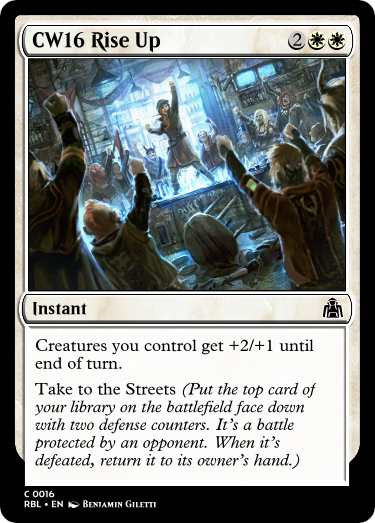 CW16 Rise Up 2
Instant
Creatures you control get +2/+1 until
end of turn.
Take to the Streets (Put the top card of
your library on the battlefield face down
with two defense counters. It's a battle
protected by an opponent. When it's
defeated, return it to its owner's hand.)
C 0016
RBL • EN Benjamin Giletti